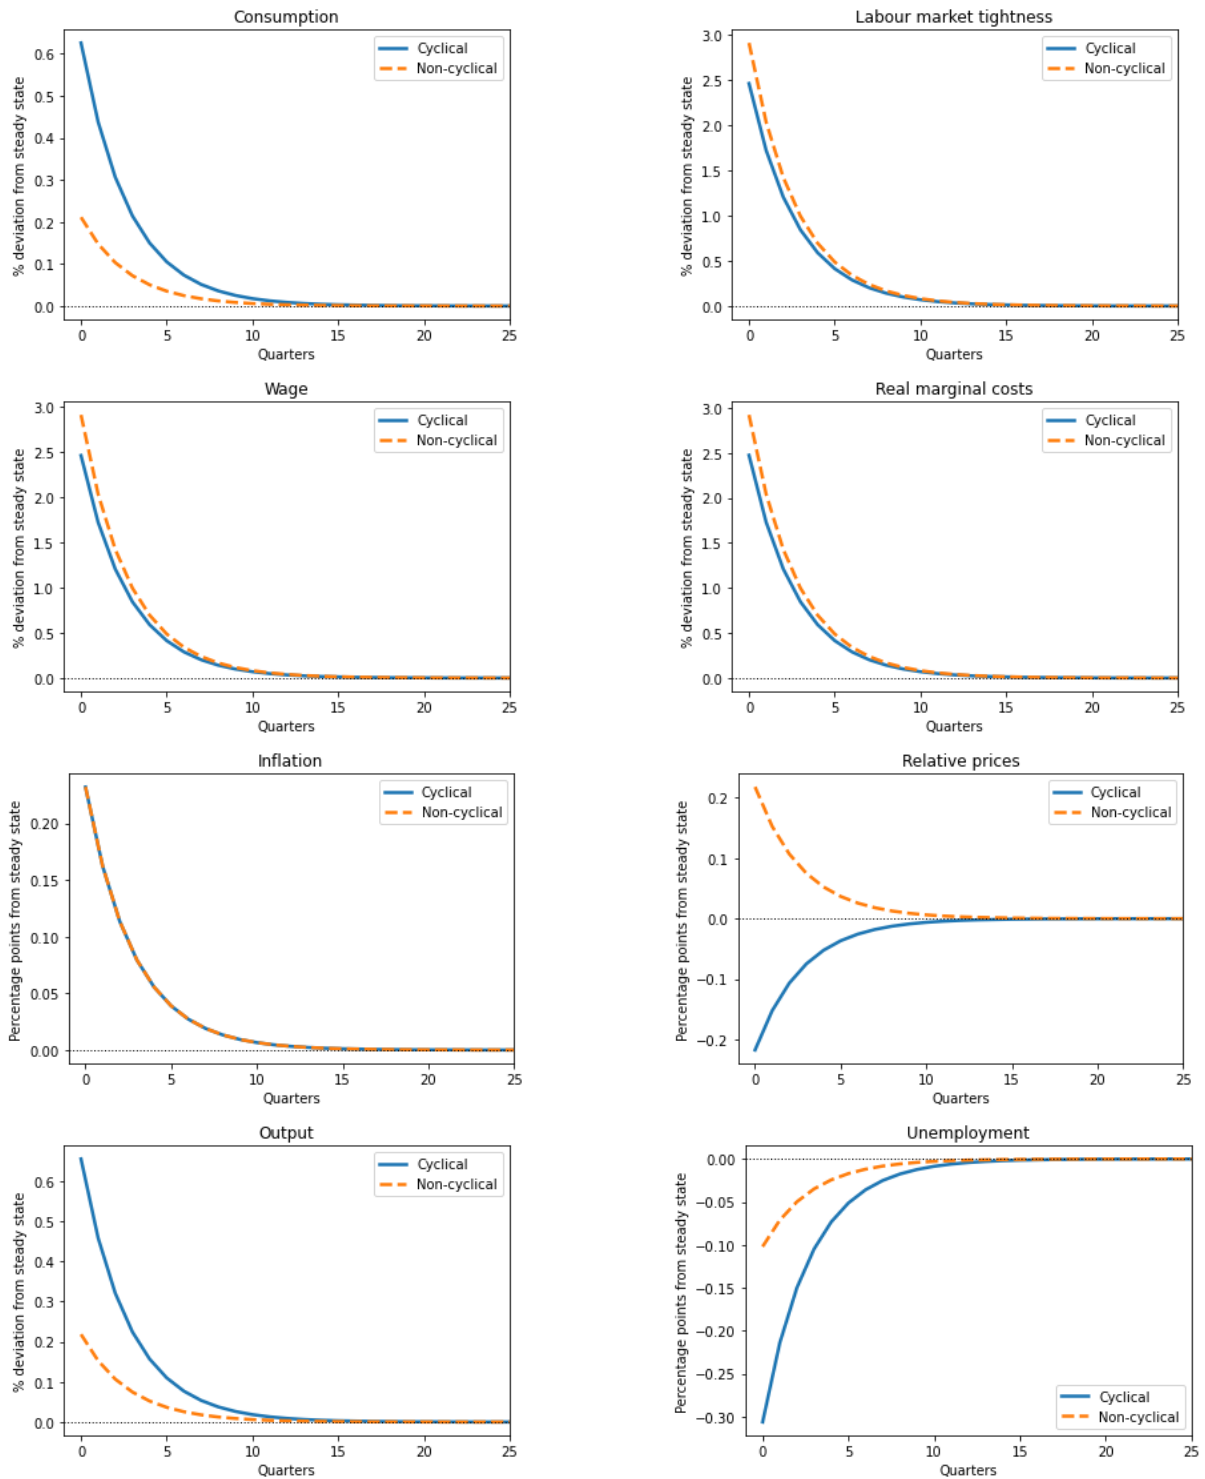 Consumption
% deviation from steady state
0.6
0.5
0.4
0.3
0.2
0.1
0.0
Cyclical
Non-cyclical
0
5
10
15
20
25
Quarters
Labour market tightness
% deviation from steady state
3.0
2.5
2.0
1.5
1.0
0.5
0.0
Cyclical
Non-cyclical
0
5
10
15
20
25
Quarters
Wage
% deviation from steady state
3.0
2.5
2.0
1.5
1.0
0.5
0.0
Cyclical
Non-cyclical
0
5
10
15
20
25
Quarters
Real marginal costs
% deviation from steady state
3.0
2.5
2.0
1.5
1.0
0.5
0.0
Cyclical
Non-cyclical
0
5
10
15
20
25
Quarters
Inflation
Percentage points from steady state
0.20
0.15
0.10
0.05
0.00
Cyclical
Non-cyclical
0
5
10
15
20
25
Quarters
Relative prices
Percentage points from steady state
0.2
0.1
0.0
−0.1
−0.2
Cyclical
Non-cyclical
0
5
10
15
20
25
Quarters
Output
% deviation from steady state
0.6
0.5
0.4
0.3
0.2
0.1
0.0
Cyclical
Non-cyclical
0
5
10
15
20
25
Quarters
Unemployment
Percentage points from steady state
0.00
−0.05
−0.10
−0.15
−0.20
−0.25
−0.30
Cyclical
Non-cyclical
0
5
10
15
20
25
Quarters